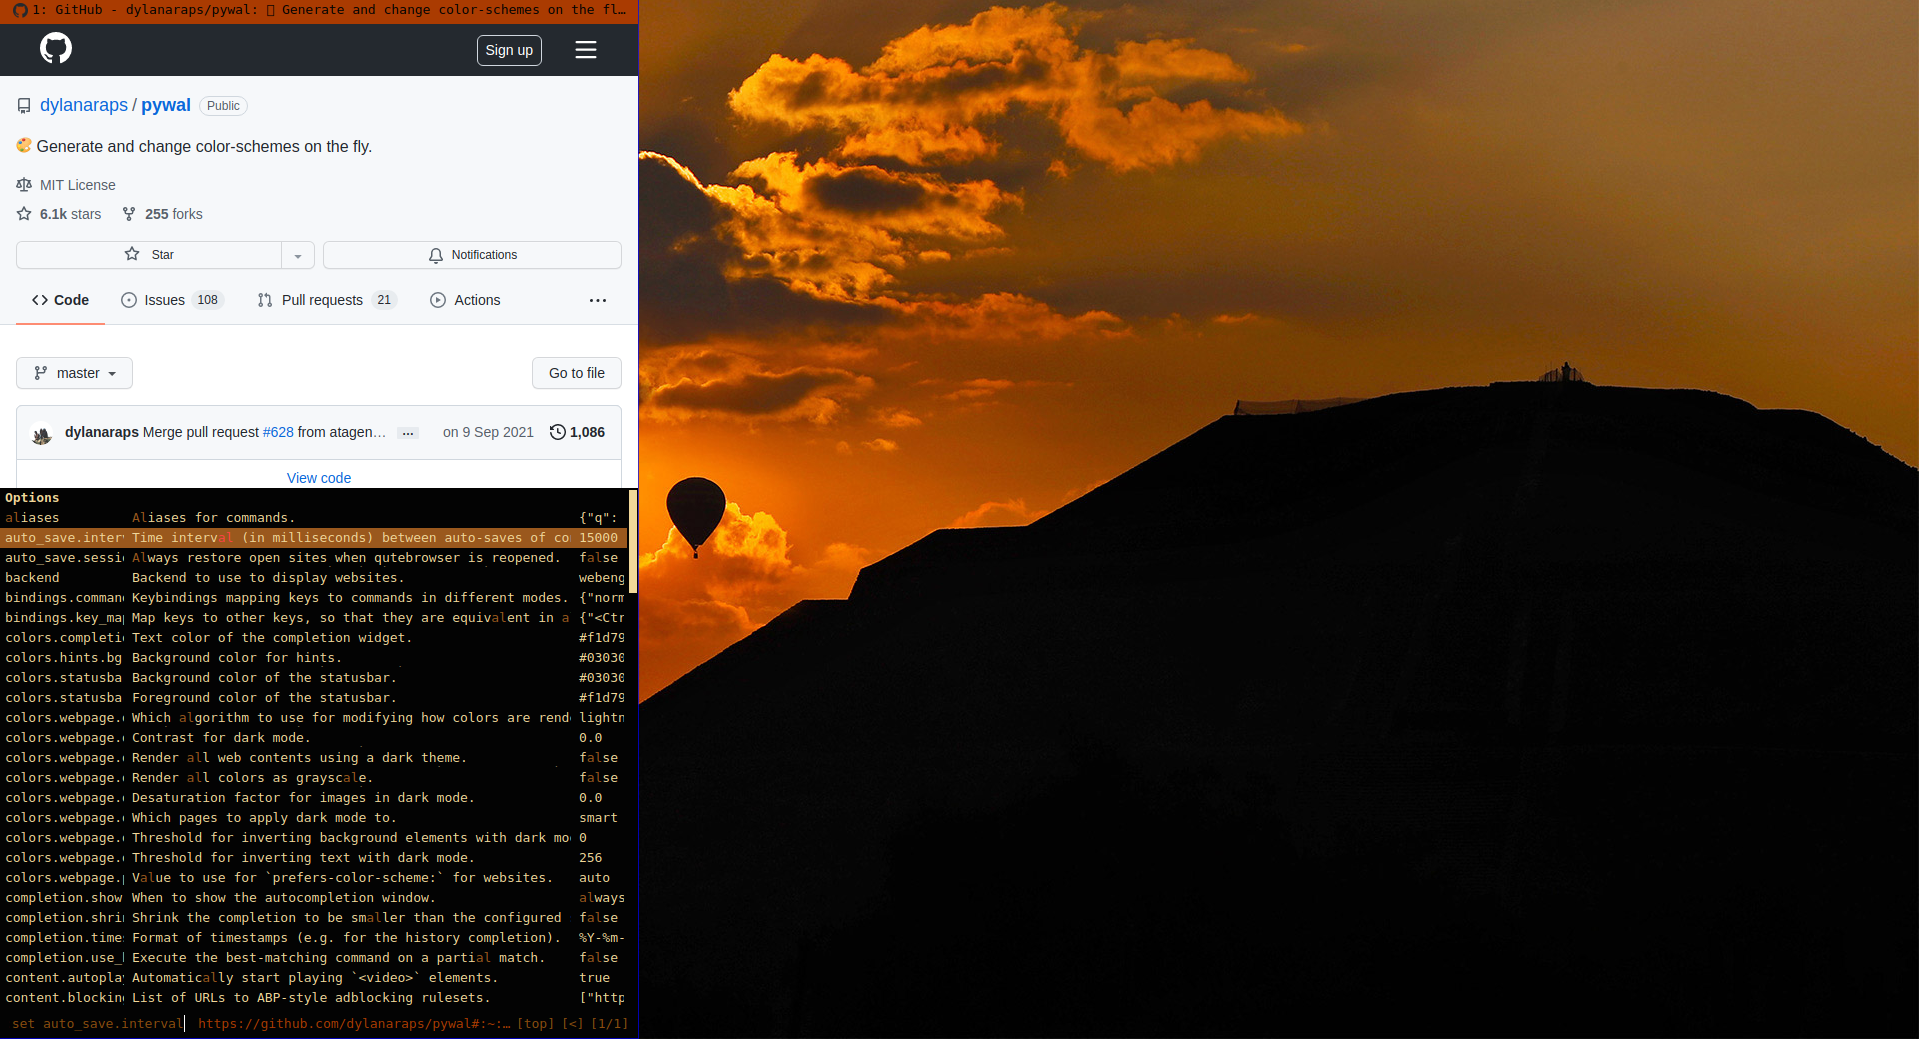 1: GitHub - dylanaraps/pywal: 🎨 Generate and change color-schemes on the fl…
Sign up
dylanaraps / pywal Public
Generate and change color-schemes on the fly.
MIT License
6.1k stars 255 forks
Star Notifications
Code Issues 108 Pull requests 21 Actions
master Go to file
dylanaraps Merge pull request #628 from atagen… ... on 9 Sep 2021 1,086
View code
Options
aliases Aliases for commands. {"q":
auto_save.interv Time interval (in milliseconds) between auto-saves of co 15000
auto_save.sessi Always restore open sites when qutebrowser is reopened. false
backend Backend to use to display websites. webeng
bindings.comman Keybindings mapping keys to commands in different modes. {"norm
bindings.key_ma Map keys to other keys, so that they are equivalent in a {"<Ctr
colors.completi Text color of the completion widget. #f1d79
colors.hints.bg Background color for hints. #03030
colors.statusba Background color of the statusbar. #03030
colors.statusba Foreground color of the statusbar. #f1d79
colors.webpage. Which algorithm to use for modifying how colors are rend lightn
colors.webpage. Contrast for dark mode. 0.0
colors.webpage. Render all web contents using a dark theme. false
colors.webpage. Render all colors as grayscale. false
colors.webpage. Desaturation factor for images in dark mode. 0.0
colors.webpage. Which pages to apply dark mode to. smart
colors.webpage. Threshold for inverting background elements with dark mo 0
colors.webpage. Threshold for inverting text with dark mode. 256
colors.webpage. Value to use for `prefers-color-scheme:` for websites. auto
completion.show When to show the autocompletion window. always
completion.shri Shrink the completion to be smaller than the configured false
completion.time Format of timestamps (e.g. for the history completion). %Y-%m-
completion.use_ Execute the best-matching command on a partial match. false
content.autopla Automatically start playing `<video>` elements. true
content.blocking List of URLs to ABP-style adblocking rulesets. ["http
set auto_save.interval https://github.com/dylanaraps/pywal#:~:… [top] [<] [1/1]